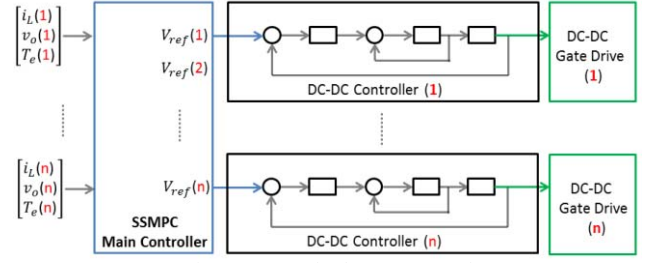 i_L(1)
v_o(1)
T_e(1)
V_ref(1)
V_ref(2)
DC-DC Controller (1)
DC-DC
Gate Drive
(1)
i_L(n)
v_o(n)
T_e(n)
V_ref(n)
SSMPC
Main Controller
DC-DC Controller (n)
DC-DC
Gate Drive
(n)